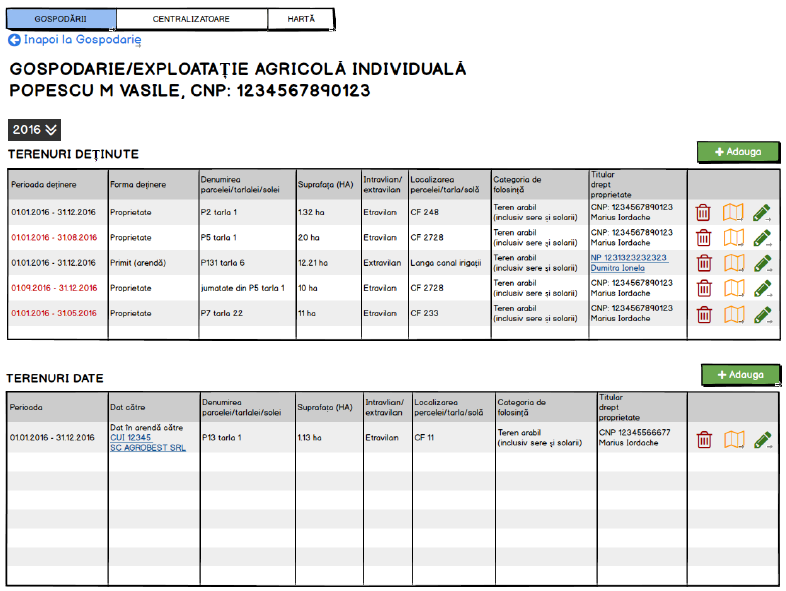 GOSPODĂRII CENTRALIZATOARE HARTĂ
Inapoi la Gospodarie
GOSPODARIE/EXPLOATAȚIE AGRICOLĂ INDIVIDUALĂ
POPESCU M VASILE, CNP: 1234567890123
2016
TERENURI DEȚINUTE
+ Adauga
Perioada deținere Forma deținere Denumirea parcelei/tarlalei/solei Suprafața (HA) Intravilan/ extravilan Localizarea percelei/tarla/solă Categoria de folosință Titular drept proprietate
01.01.2016 - 31.12.2016 Proprietate P2 tarla 1 1.32 ha Etravilan CF 248 Teren arabil (inclusiv sere și solarii) CNP: 1234567890123 Marius Iordache
01.01.2016 - 31.08.2016 Proprietate P5 tarla 1 20 ha Etravilan CF 2728 Teren arabil (inclusiv sere și solarii) CNP: 1234567890123 Marius Iordache
01.01.2016 - 31.12.2016 Primit (arendă) P131 tarla 6 12.21 ha Extravilan Langa canal irigații Teren arabil (inclusiv sere și solarii) NP 1231323232323 Dumitra Ionela
01.09.2016 - 31.12.2016 Proprietate jumatate din P5 tarla 1 10 ha Etravilan CF 2728 Teren arabil (inclusiv sere și solarii) CNP: 1234567890123 Marius Iordache
01.01.2016 - 31.05.2016 Proprietate P7 tarla 22 11 ha Etravilan CF 233 Teren arabil (inclusiv sere și solarii) CNP: 1234567890123 Marius Iordache
TERENURI DATE
+ Adauga
Perioada Dat către Denumirea parcelei/tarlalei/solei Suprafața (HA) Intravilan/ extravilan Localizarea percelei/tarla/solă Categoria de folosință Titular drept proprietate
01.01.2016 - 31.12.2016 Dat în arendă către CUI 12345 SC AGROBEST SRL P13 tarla 1 1.13 ha Etravilan CF 11 Teren arabil (inclusiv sere și solarii) CNP 12345566677 Marius Iordache